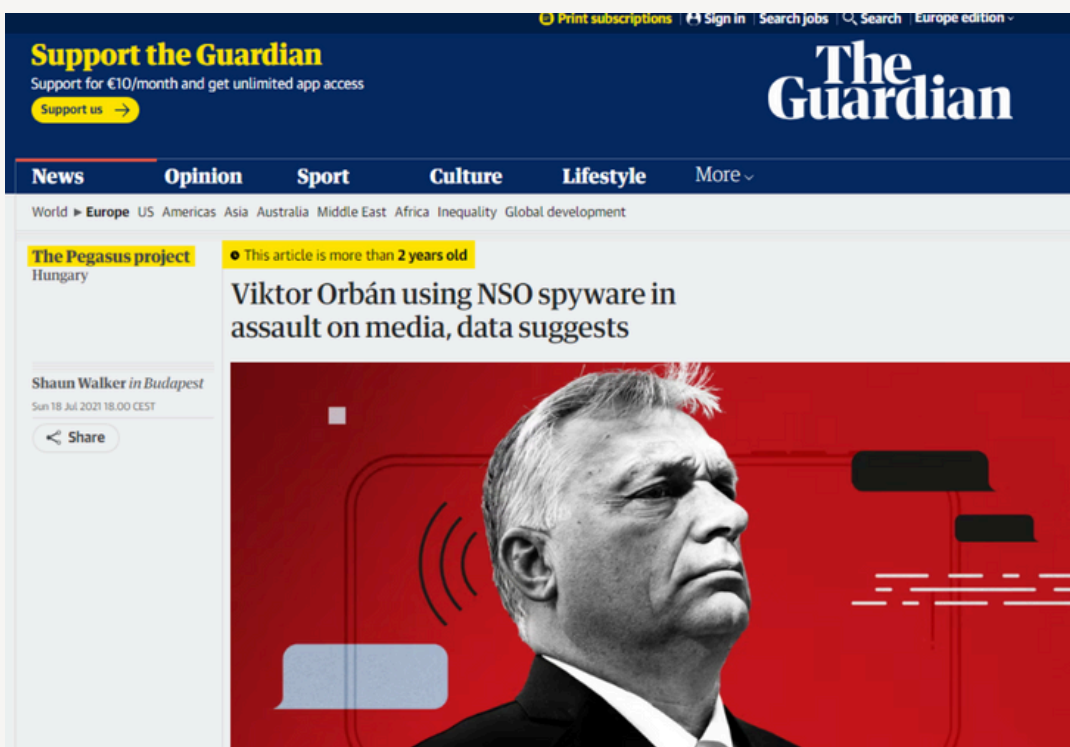 Print subscriptions
Sign in
Search jobs
Search
Europe edition
Support the Guardian
Support for €10/month and get unlimited app access
Support us
The
Guardian
News
Opinion
Sport
Culture
Lifestyle
More
World ▸ Europe US Americas Asia Australia Middle East Africa Inequality Global development
The Pegasus project
Hungary
This article is more than 2 years old
Viktor Orbán using NSO spyware in
assault on media, data suggests
Shaun Walker in Budapest
Sun 18 Jul 2021 18.00 CEST
Share